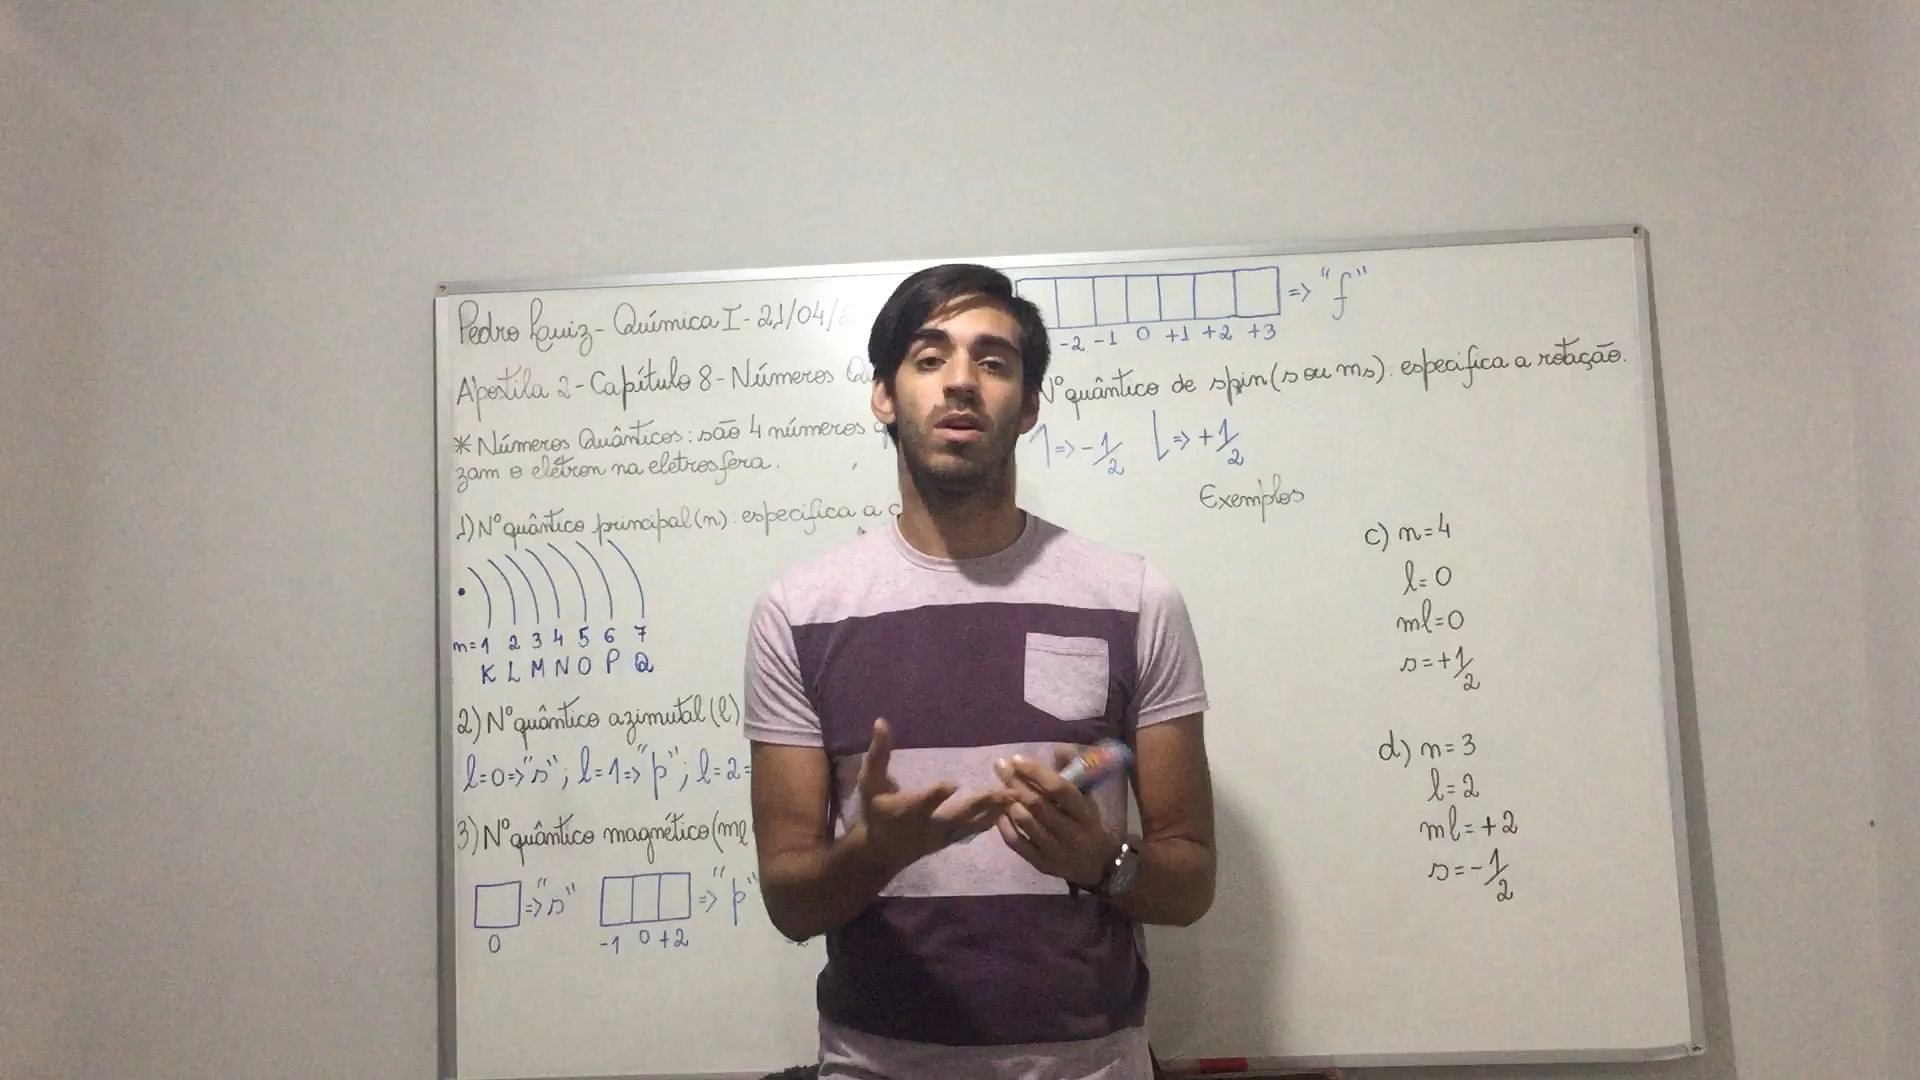 Pedro Luiz - Química I - 21/04/
Apostila 2 - Capítulo 8 - Números
* Números Quânticos: são 4 números
zam o elétron na eletrosfera.
1) Nº quântico principal (n): especifica a
n=1 2 3 4 5 6 7
K L M N O P Q
2) Nº quântico azimutal (l)
l=0=>"s"; l=1=>"p"; l=2=
3) Nº quântico magnético (ml
=>"s" =>"p"
0 -1 0 +2
=> "f"
-2 -1 0 +1 +2 +3
Nº quântico de spin (s ou ms): especifica a rotação.
=> -1/2 => +1/2
Exemplos
c) n=4
l=0
ml=0
s=+1/2
d) n=3
l=2
ml=+2
s=-1/2